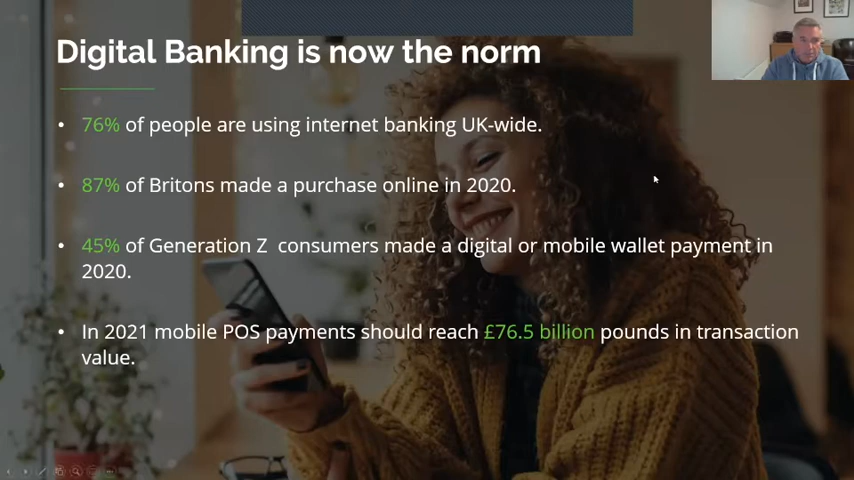 Digital Banking is now the norm
• 76% of people are using internet banking UK-wide.
• 87% of Britons made a purchase online in 2020.
• 45% of Generation Z  consumers made a digital or mobile wallet payment in
2020.
• In 2021 mobile POS payments should reach £76.5 billion pounds in transaction
value.